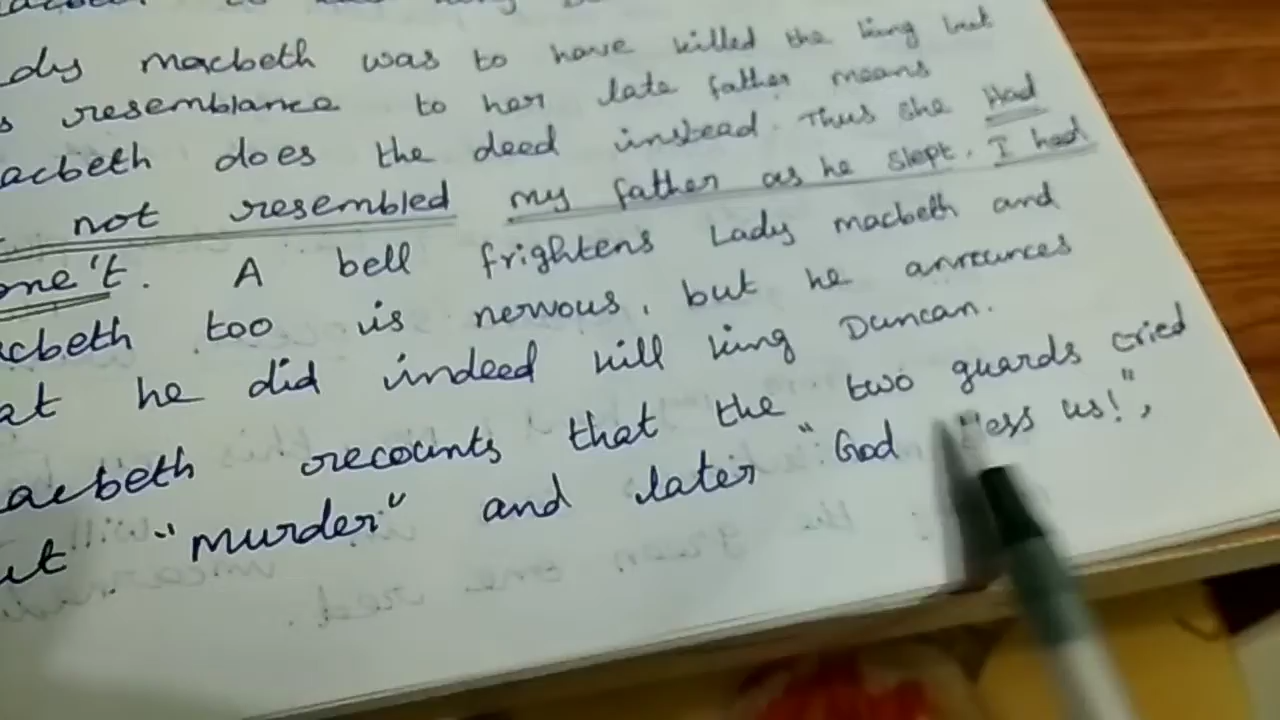 dy macbeth was to have killed the king but
s resemblance to her late father means
acbeth does the deed instead. Thus she Had
not resembled my father as he slept. I had
one't. A bell frightens Lady macbeth and
cbeth too is nervous, but he announces
at he did indeed kill king Duncan.
acbeth recounts that the two guards cried
ut "murder" and later "God bless us!",